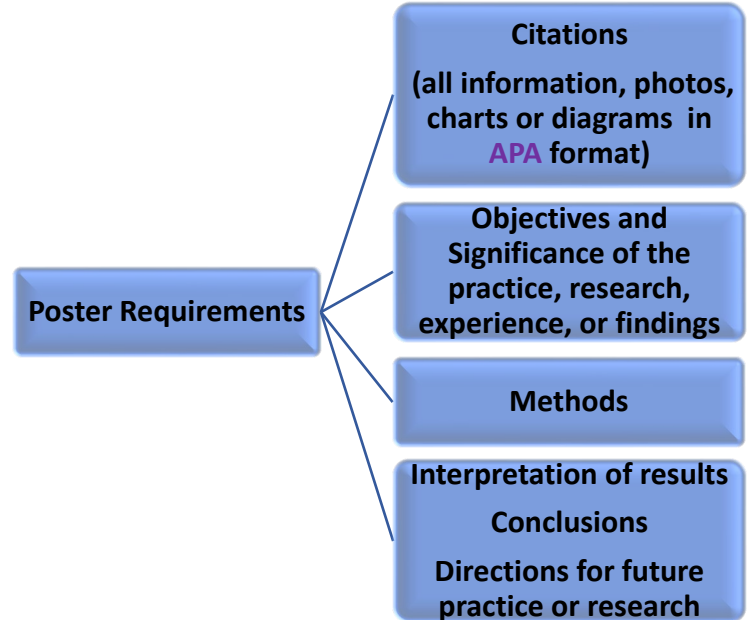 Poster Requirements
Citations
(all information, photos,
charts or diagrams in
APA format)
Objectives and
Significance of the
practice, research,
experience, or findings
Methods
Interpretation of results
Conclusions
Directions for future
practice or research